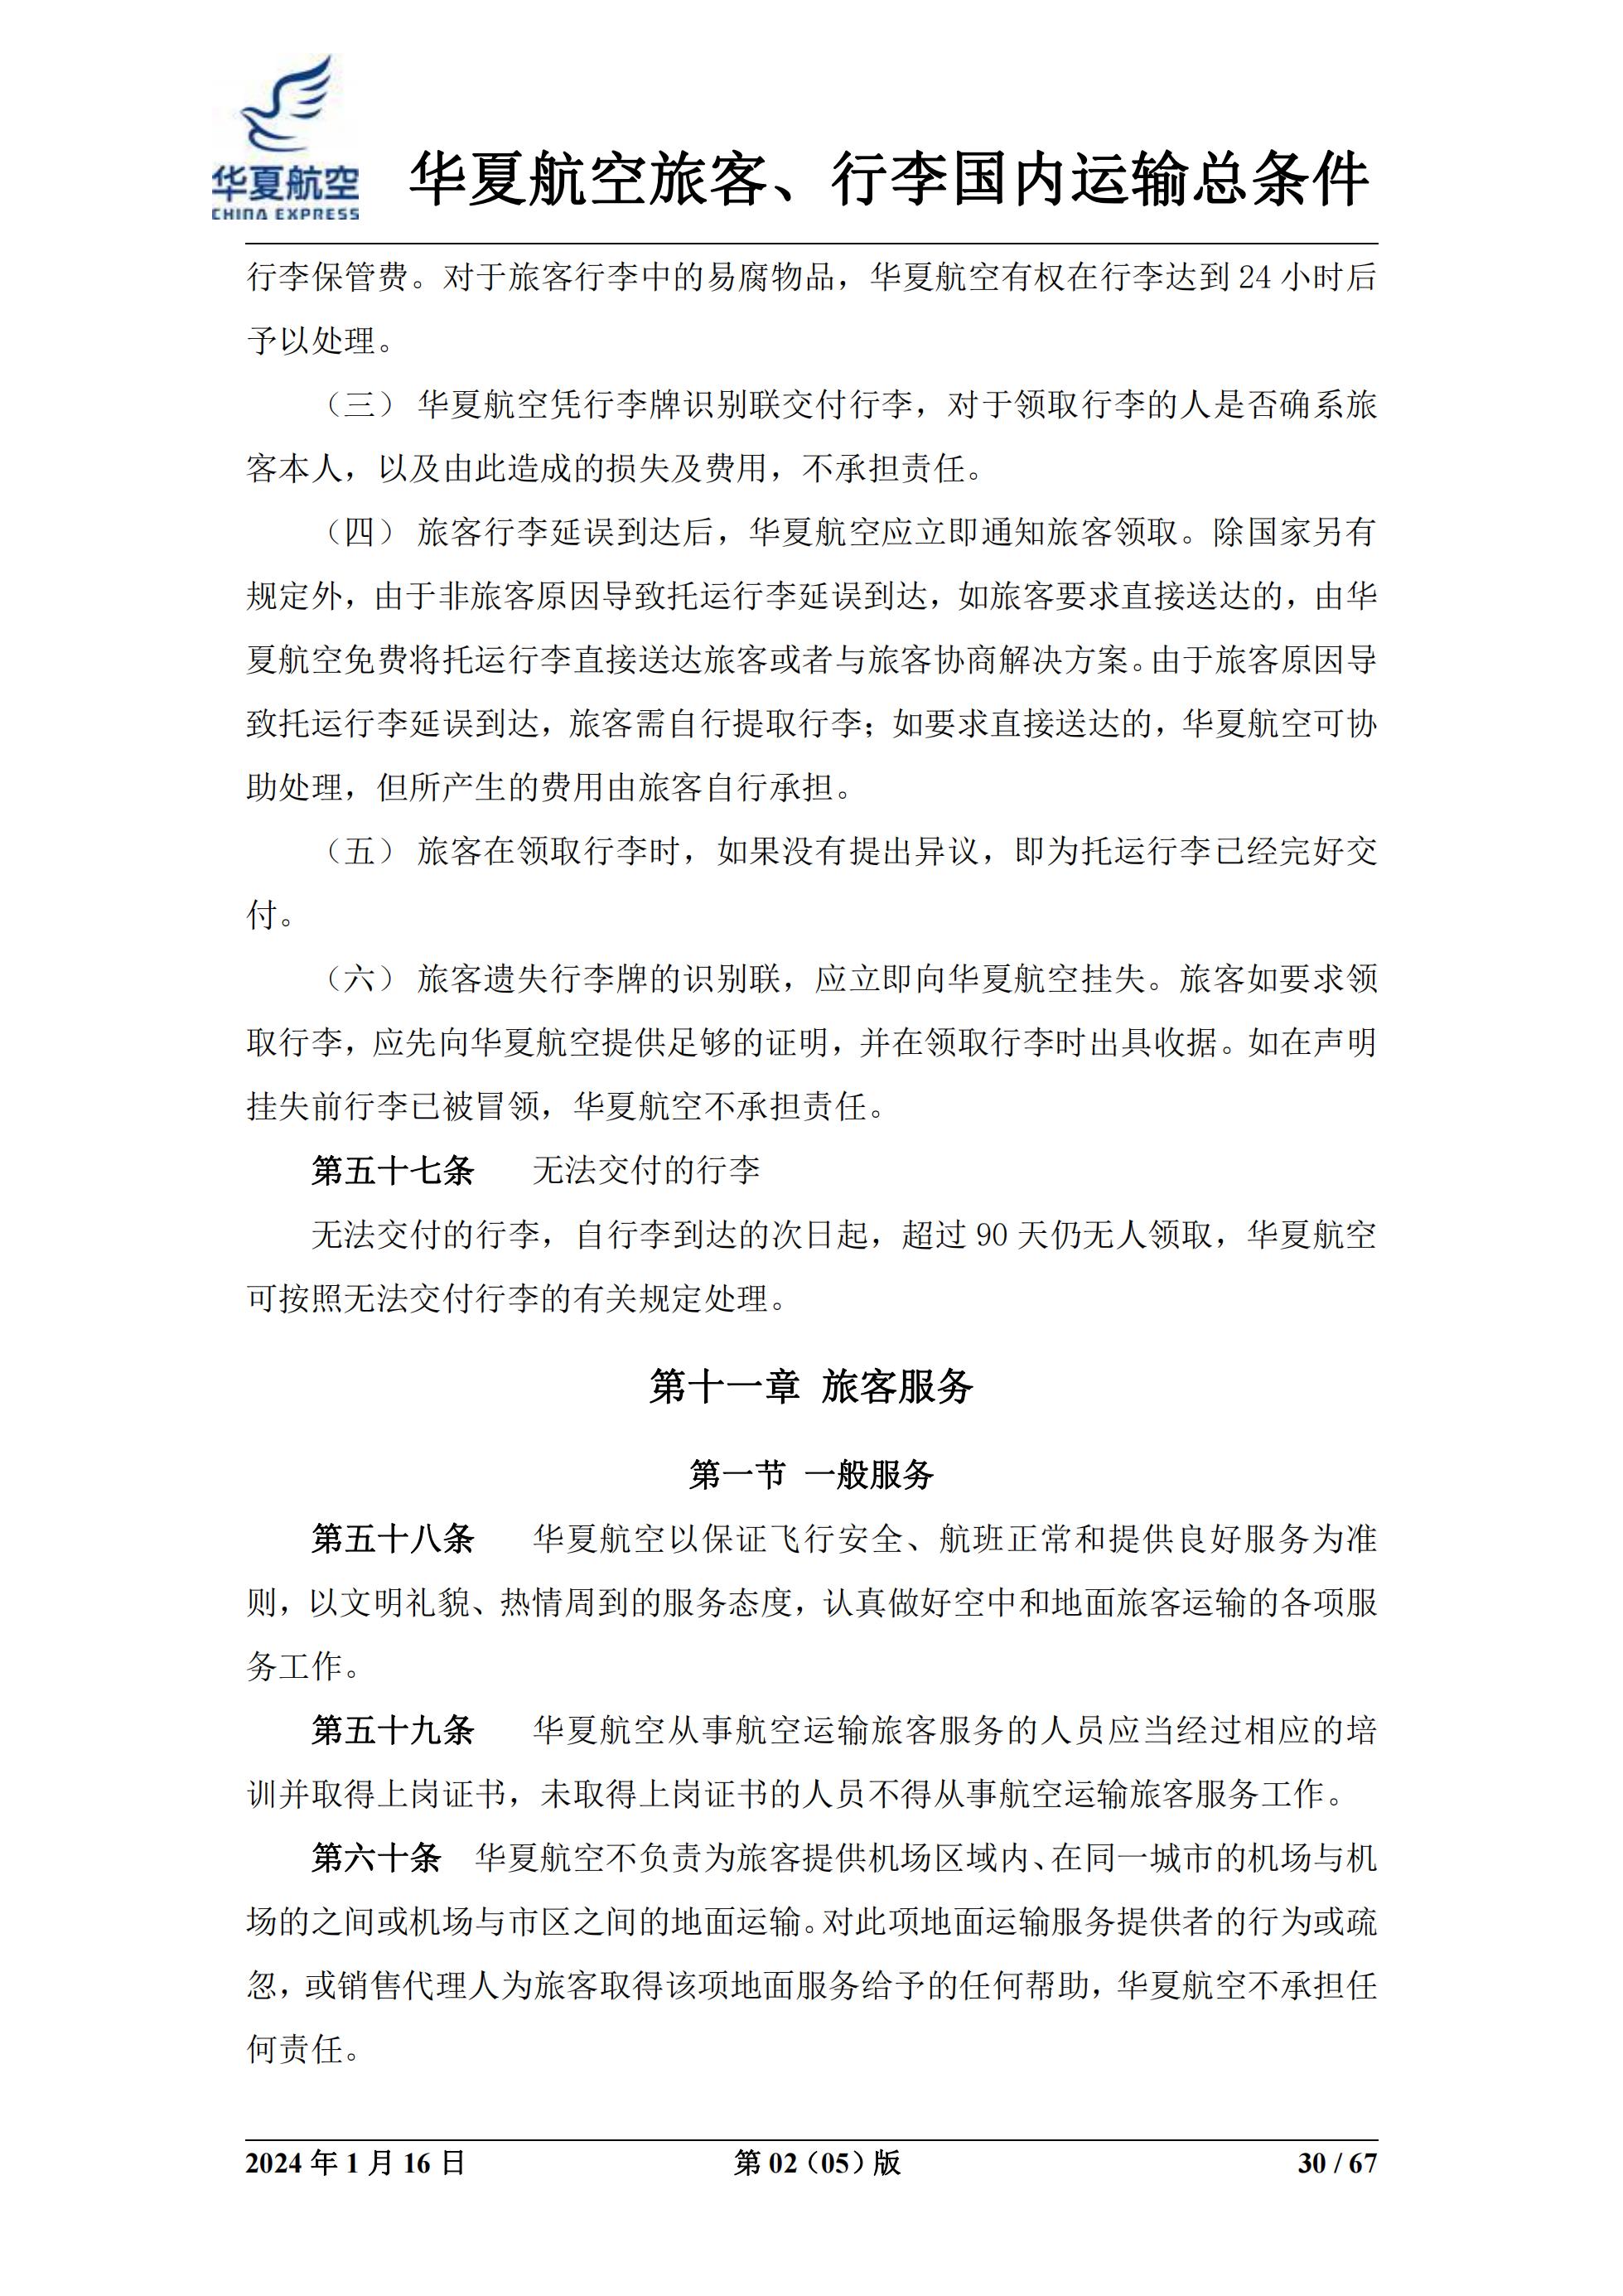 华夏航空
CHINA EXPRESS
华夏航空旅客、行李国内运输总条件
行李保管费。对于旅客行李中的易腐物品，华夏航空有权在行李达到 24 小时后
予以处理。
（三） 华夏航空凭行李牌识别联交付行李，对于领取行李的人是否确系旅
客本人，以及由此造成的损失及费用，不承担责任。
（四） 旅客行李延误到达后，华夏航空应立即通知旅客领取。除国家另有
规定外，由于非旅客原因导致托运行李延误到达，如旅客要求直接送达的，由华
夏航空免费将托运行李直接送达旅客或者与旅客协商解决方案。由于旅客原因导
致托运行李延误到达，旅客需自行提取行李；如要求直接送达的，华夏航空可协
助处理，但所产生的费用由旅客自行承担。
（五） 旅客在领取行李时，如果没有提出异议，即为托运行李已经完好交
付。
（六） 旅客遗失行李牌的识别联，应立即向华夏航空挂失。旅客如要求领
取行李，应先向华夏航空提供足够的证明，并在领取行李时出具收据。如在声明
挂失前行李已被冒领，华夏航空不承担责任。
第五十七条 无法交付的行李
无法交付的行李，自行李到达的次日起，超过 90 天仍无人领取，华夏航空
可按照无法交付行李的有关规定处理。
第十一章 旅客服务
第一节 一般服务
第五十八条 华夏航空以保证飞行安全、航班正常和提供良好服务为准
则，以文明礼貌、热情周到的服务态度，认真做好空中和地面旅客运输的各项服
务工作。
第五十九条 华夏航空从事航空运输旅客服务的人员应当经过相应的培
训并取得上岗证书，未取得上岗证书的人员不得从事航空运输旅客服务工作。
第六十条 华夏航空不负责为旅客提供机场区域内、在同一城市的机场与机
场的之间或机场与市区之间的地面运输。对此项地面运输服务提供者的行为或疏
忽，或销售代理人为旅客取得该项地面服务给予的任何帮助，华夏航空不承担任
何责任。
2024 年 1 月 16 日 第 02（05）版 30 / 67